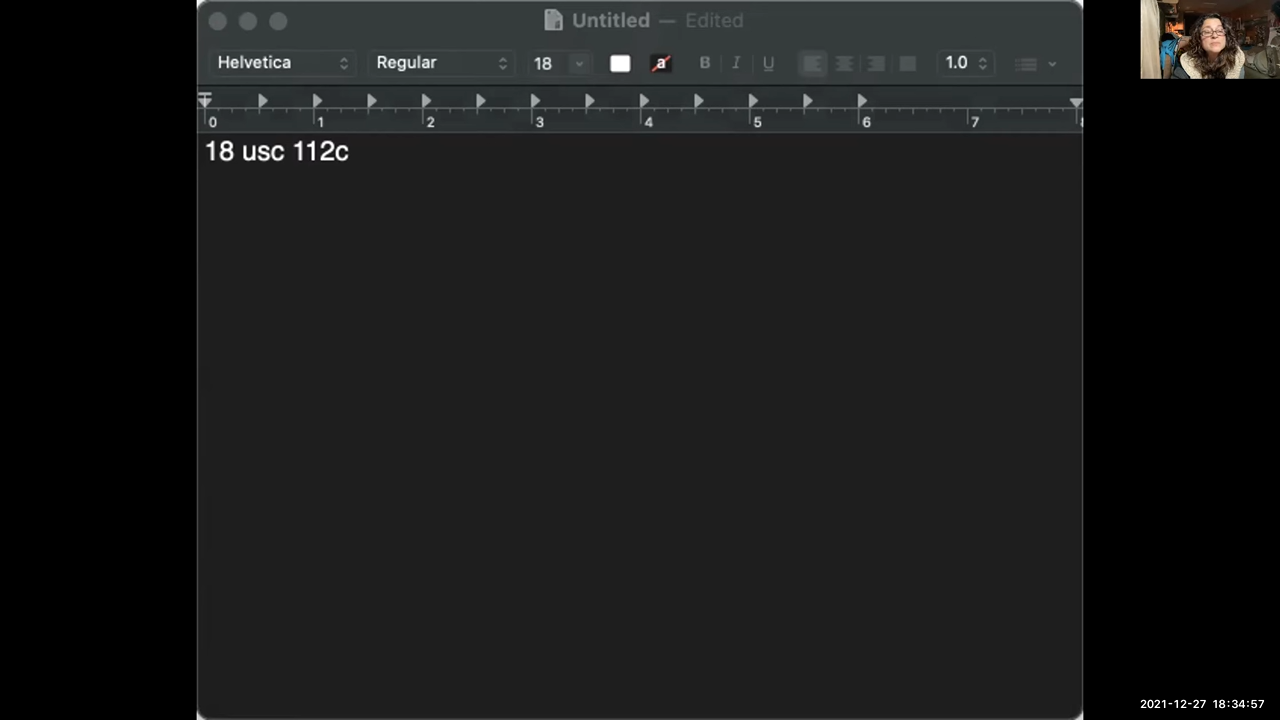 Untitled — Edited
Helvetica Regular 18 a B I U 1.0
0 1 2 3 4 5 6 7
18 usc 112c
2021-12-27 18:34:57